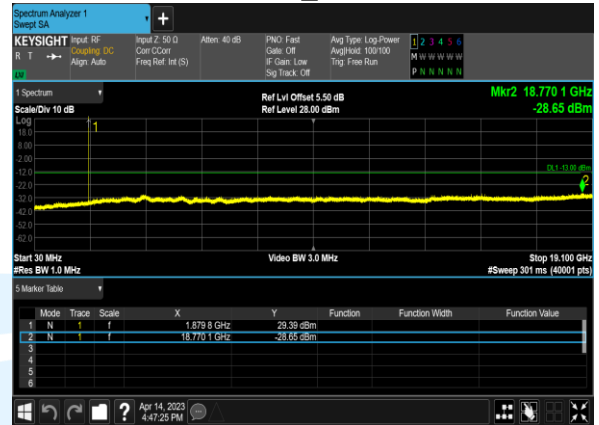 Spectrum Analyzer 1
Swept SA
+
KEYSIGHT Input: RF Input Z: 50 Ω Atten: 40 dB PNO: Fast Avg Type: Log-Power 1 2 3 4 5 6
R T Coupling: DC Corr CCorr Gate: Off Avg|Hold: 100/100 M W W W W W
Align: Auto Freq Ref: Int (S) IF Gain: Low Trig: Free Run
Sig Track: Off P N N N N N
1 Spectrum
Ref Lvl Offset 5.50 dB Mkr2 18.770 1 GHz
Scale/Div 10 dB Ref Level 28.00 dBm -28.65 dBm
Log
1
18.0
8.00
-2.00
-12.0 DL1 -13.00 dBm
-22.0 2
-32.0
-42.0
-52.0
-62.0
Start 30 MHz Video BW 3.0 MHz Stop 19.100 GHz
#Res BW 1.0 MHz #Sweep 301 ms (40001 pts)
5 Marker Table
Mode Trace Scale X Y Function Function Width Function Value
1 N 1 f 1.879 8 GHz 29.39 dBm
2 N 1 f 18.770 1 GHz -28.65 dBm
3
4
5
6
? Apr 14, 2023
4:47:25 PM